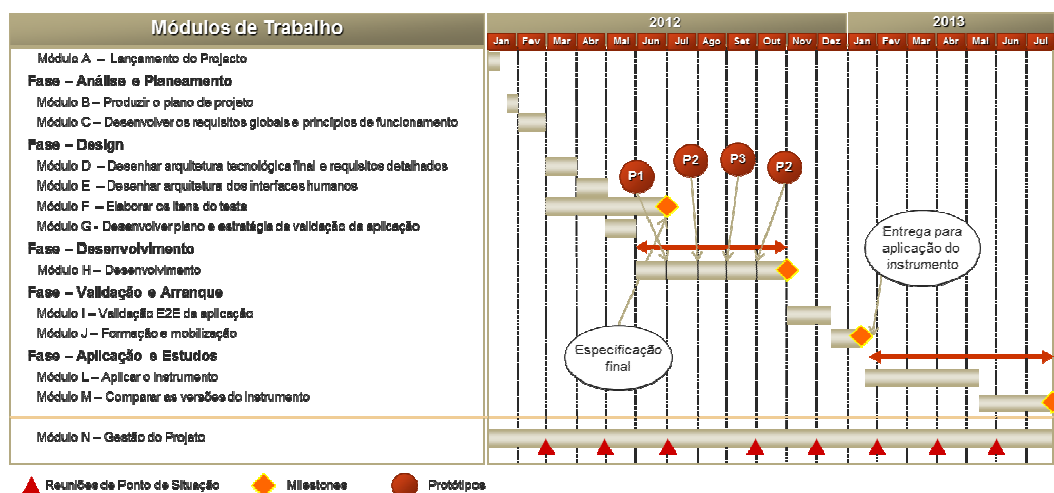 Módulos de Trabalho
2012
2013
Jan Fev Mar Abr Mai Jun Jul Ago Set Out Nov Dez Jan Fev Mar Abr Mai Jun Jul
Módulo A – Lançamento do Projecto
Fase – Análise e Planeamento
Módulo B – Produzir o plano de projeto
Módulo C – Desenvolver os requisitos globais e princípios de funcionamento
Fase – Design
Módulo D – Desenhar arquitetura tecnológica final e requisitos detalhados
Módulo E – Desenhar arquitetura dos interfaces humanos
Módulo F – Elaborar os itens do teste
Módulo G - Desenvolver plano e estratégia da validação da aplicação
Fase – Desenvolvimento
Módulo H – Desenvolvimento
Fase – Validação e Arranque
Módulo I – Validação E2E da aplicação
Módulo J – Formação e mobilização
Fase – Aplicação e Estudos
Módulo L – Aplicar o instrumento
Módulo M – Comparar as versões do instrumento
Módulo N – Gestão do Projeto
P1
P2
P3
P2
Entrega para
aplicação do
instrumento
Especificação
final
Reuniões de Ponto de Situação
Milestones
Protótipos